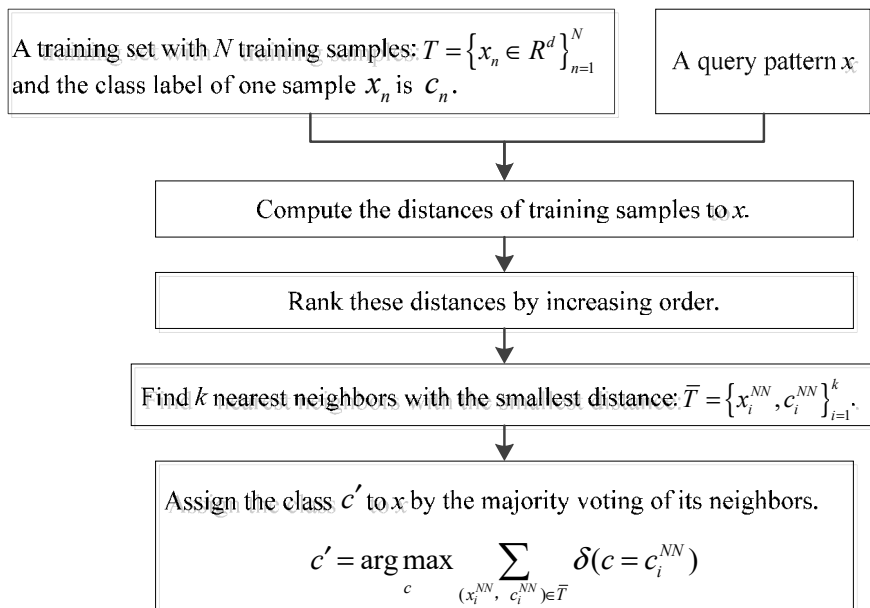 A training set with N training samples: T = {x_n ∈ R^d}_{n=1}^N
and the class label of one sample x_n is c_n.
A query pattern x
Compute the distances of training samples to x.
Rank these distances by increasing order.
Find k nearest neighbors with the smallest distance: T̄ = {x_i^{NN}, c_i^{NN}}_{i=1}^k.
Assign the class c′ to x by the majority voting of its neighbors.
c′ = arg max_c ∑_{(x_i^{NN}, c_i^{NN})∈T̄} δ(c = c_i^{NN})